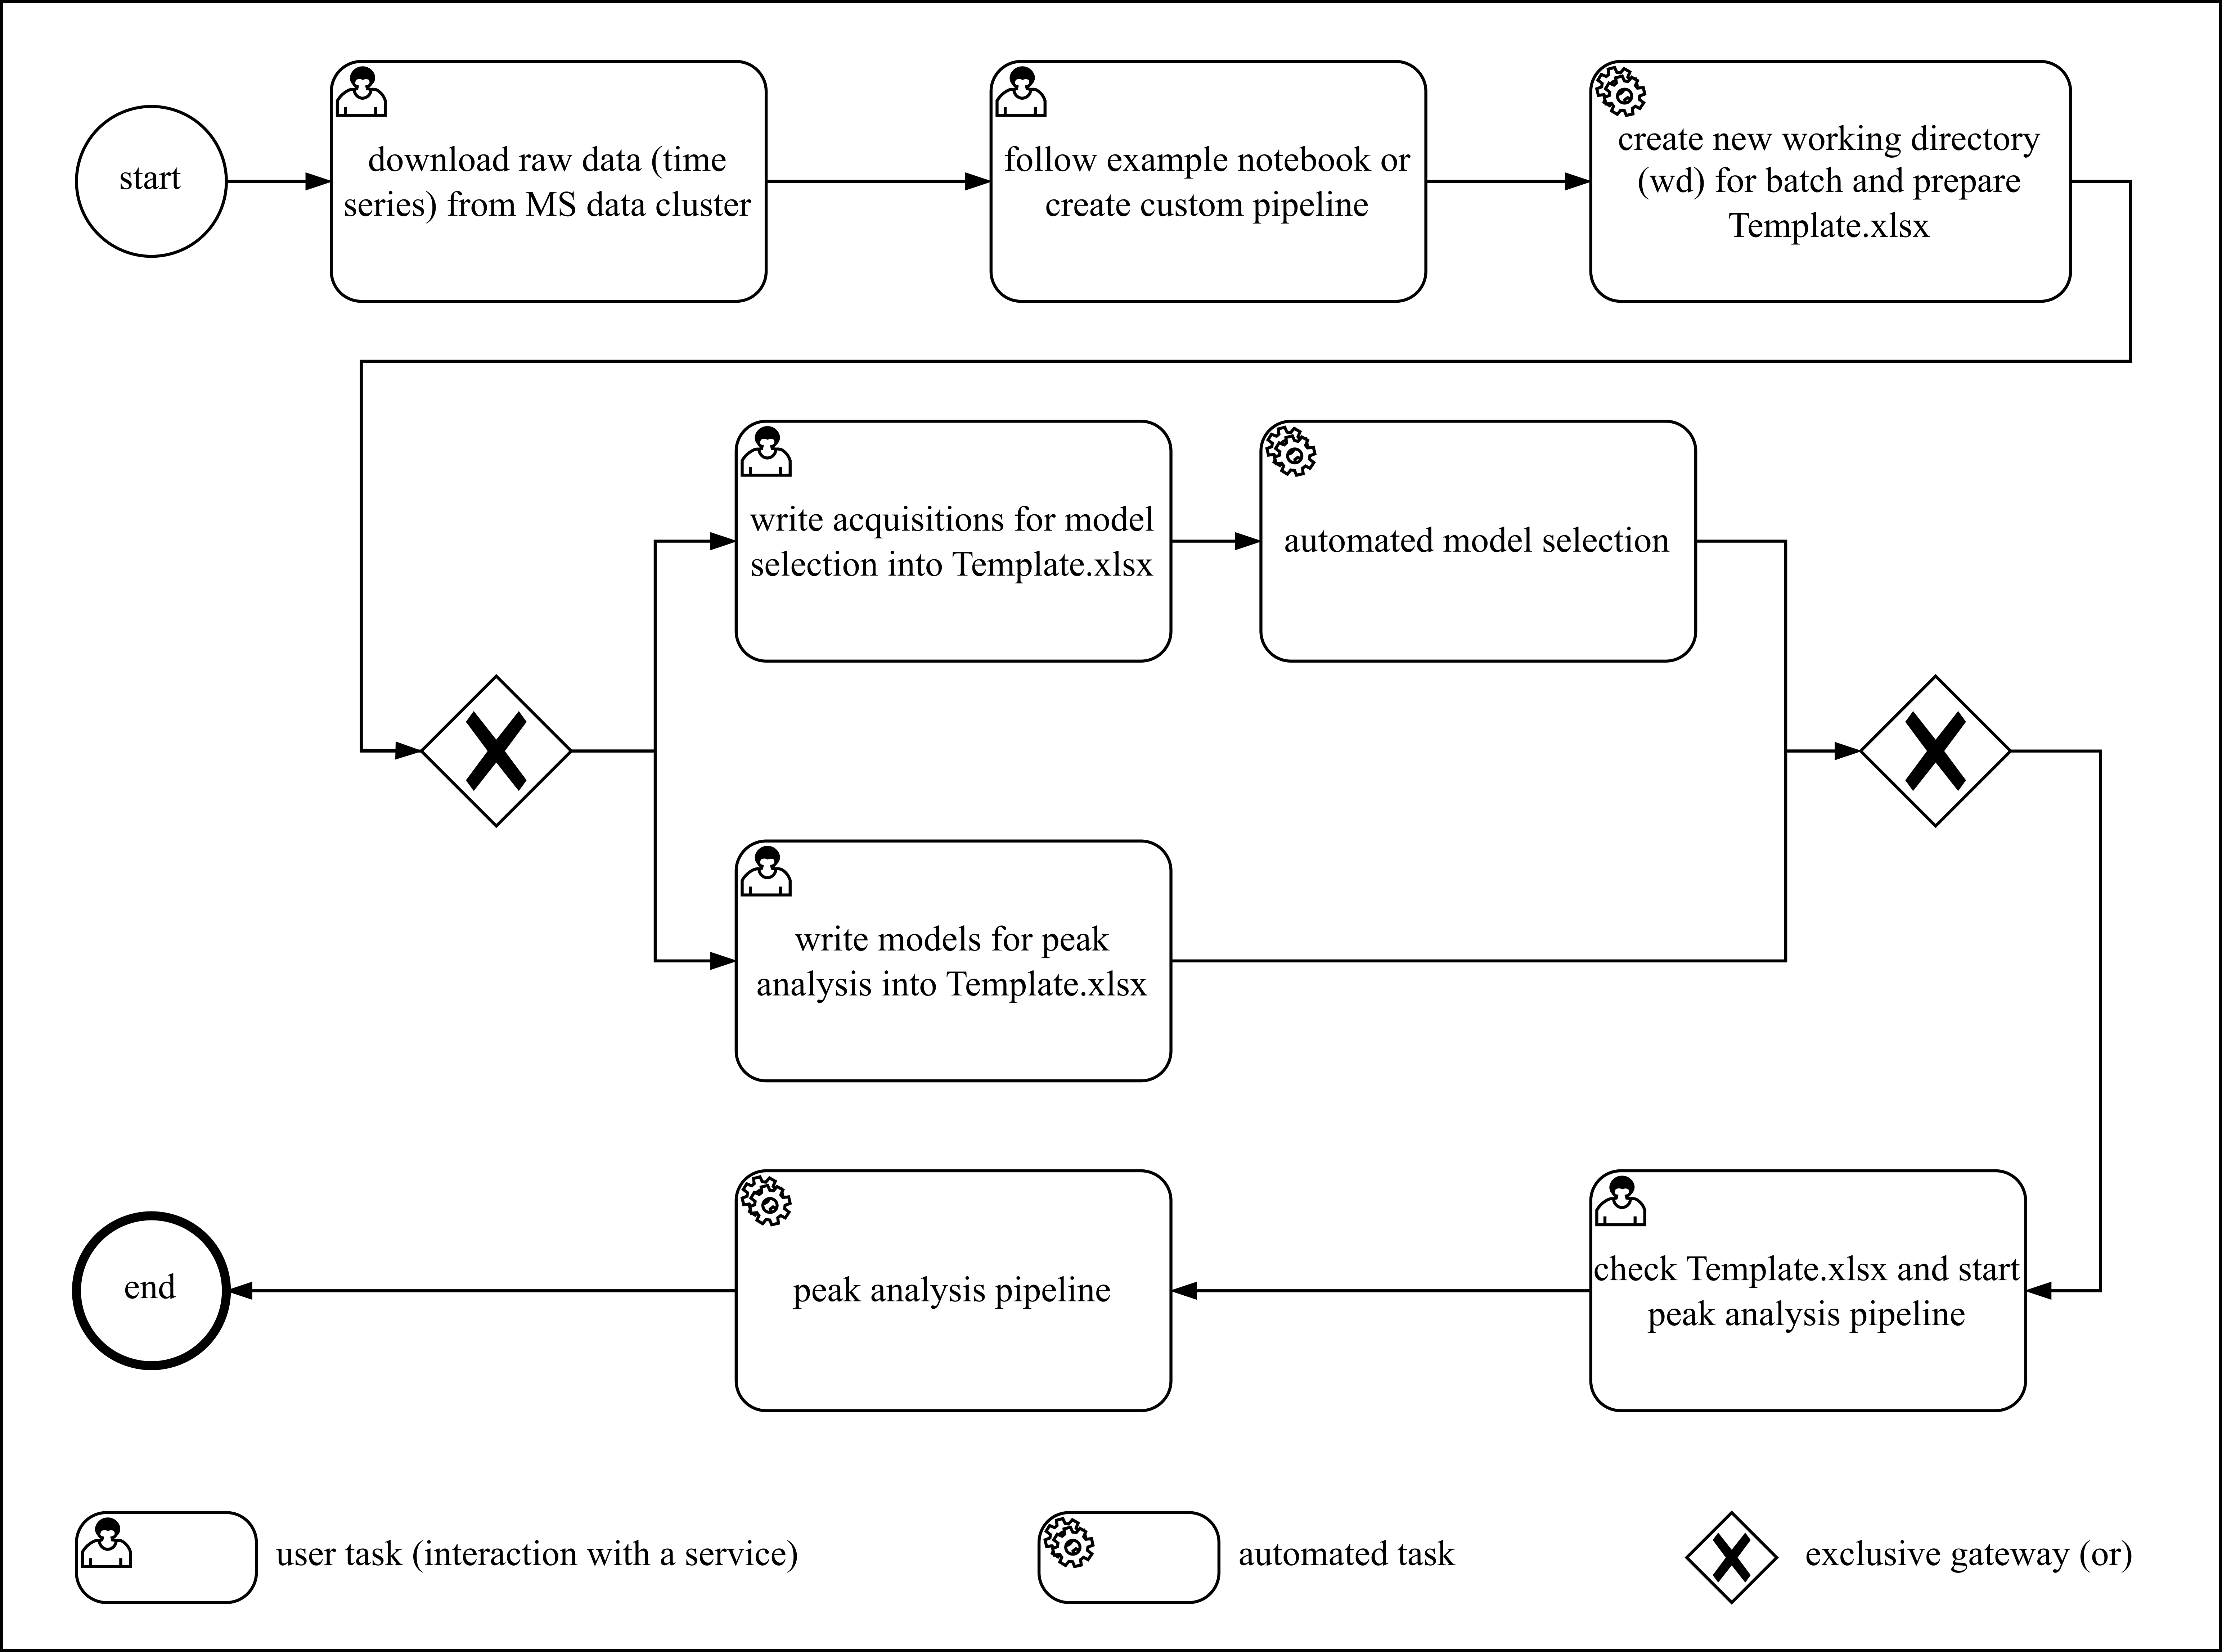 start
download raw data (time
series) from MS data cluster
follow example notebook or
create custom pipeline
create new working directory
(wd) for batch and prepare
Template.xlsx
write acquisitions for model
selection into Template.xlsx
automated model selection
write models for peak
analysis into Template.xlsx
end
peak analysis pipeline
check Template.xlsx and start
peak analysis pipeline
user task (interaction with a service)
automated task
exclusive gateway (or)